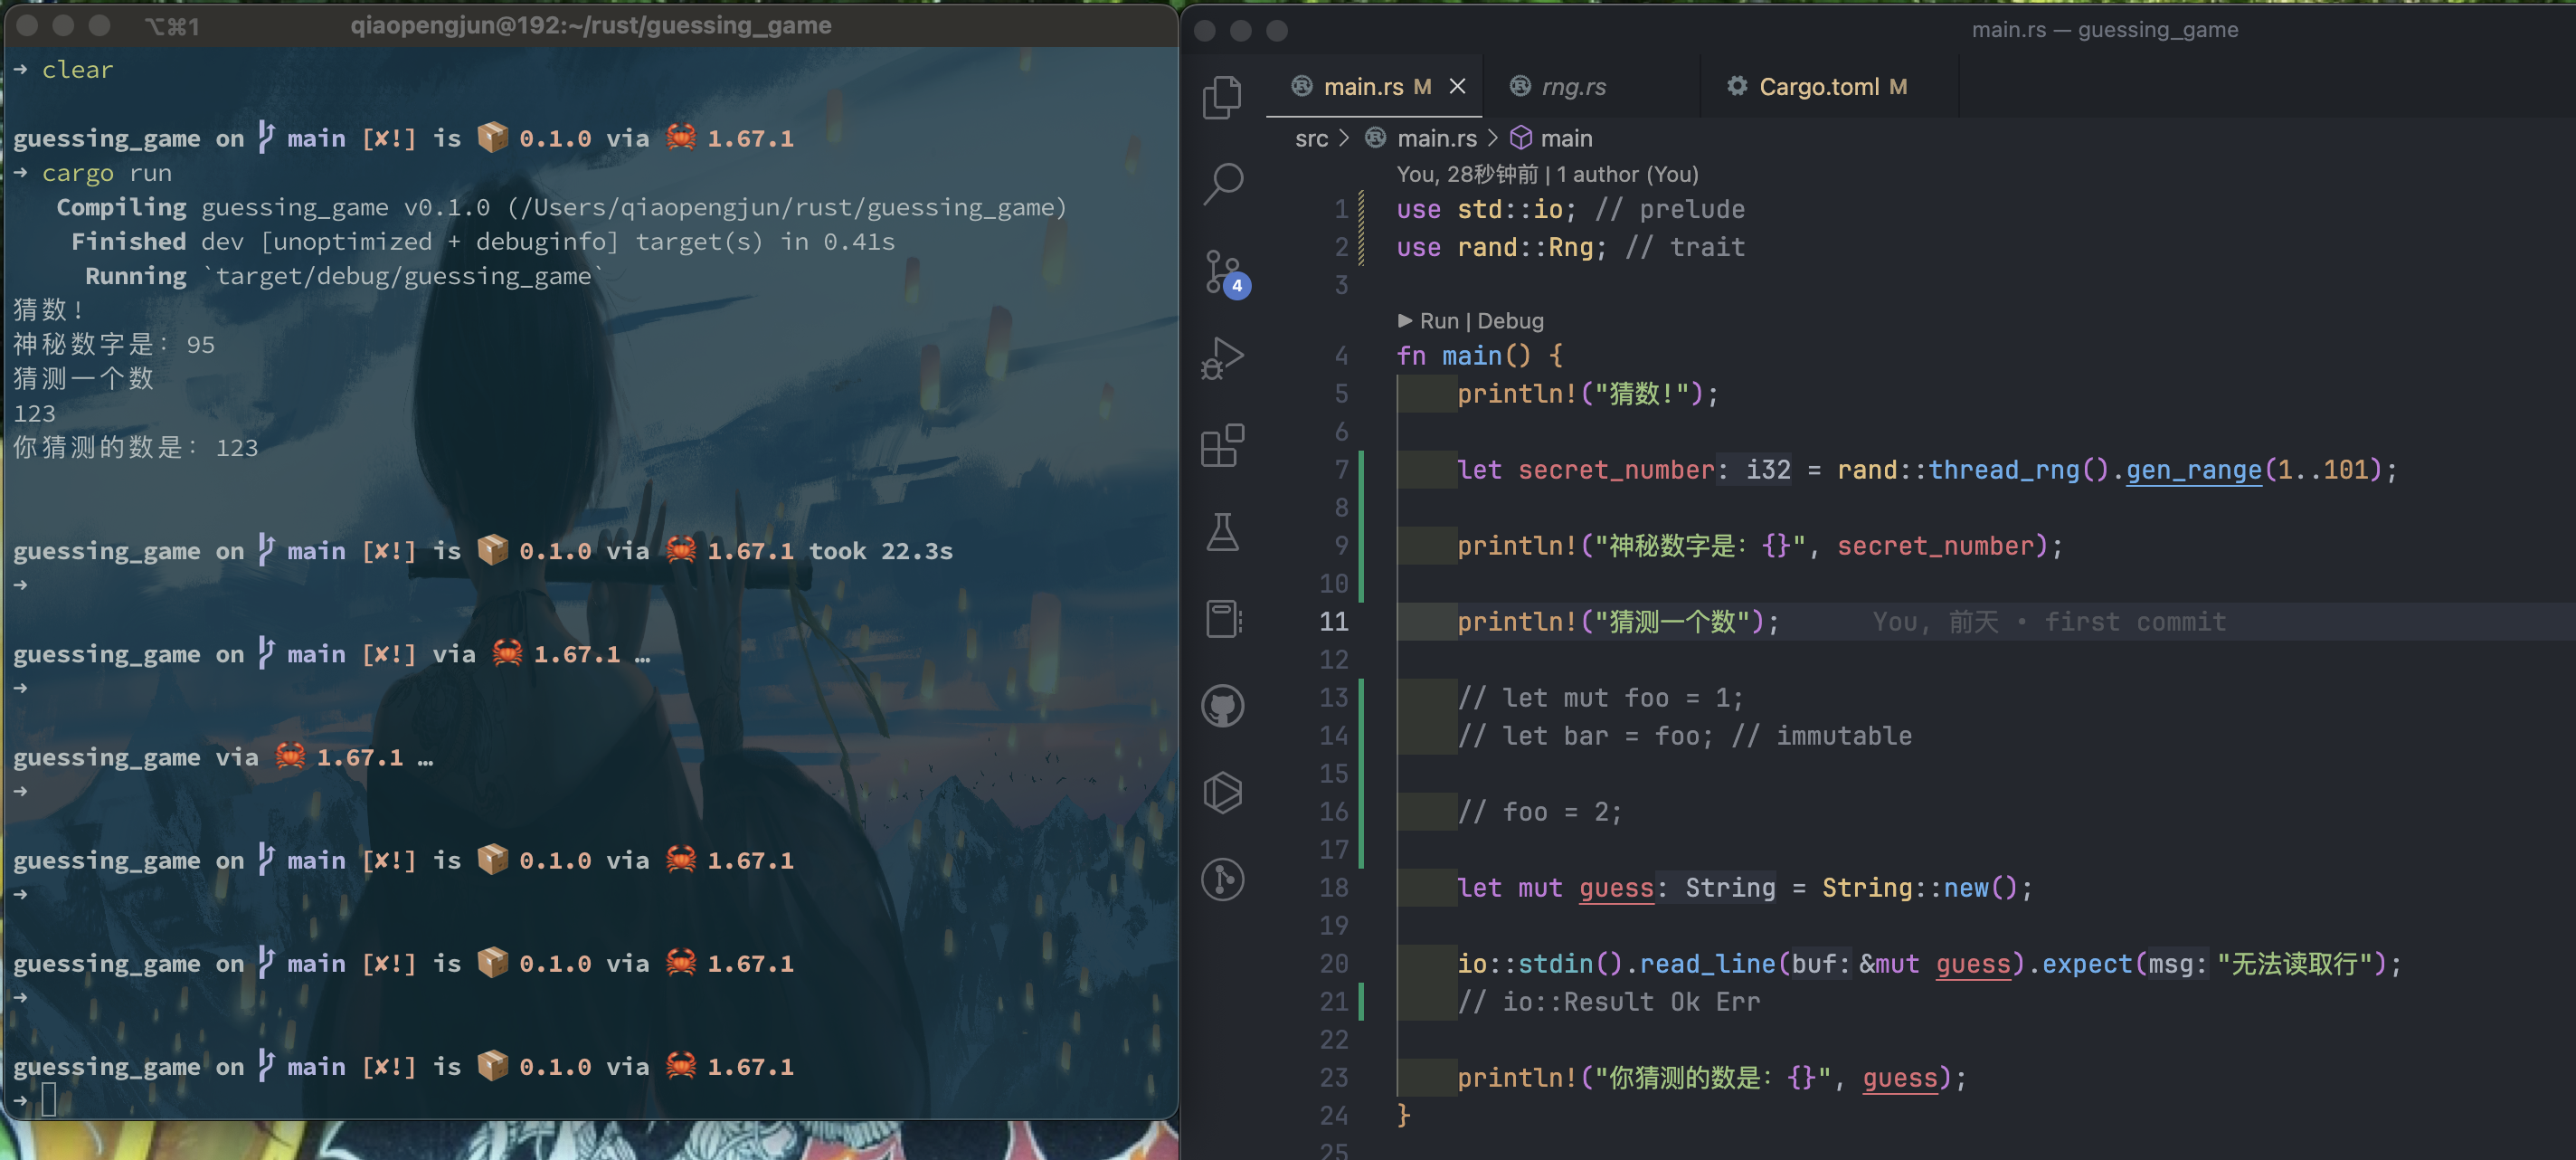 ⌥⌘1 qiaopengjun@192:~/rust/guessing_game
→ clear
guessing_game on main [✘!] is 📦 0.1.0 via 🦀 1.67.1
→ cargo run
Compiling guessing_game v0.1.0 (/Users/qiaopengjun/rust/guessing_game)
Finished dev [unoptimized + debuginfo] target(s) in 0.41s
Running `target/debug/guessing_game`
猜数!
神秘数字是: 95
猜测一个数
123
你猜测的数是: 123
guessing_game on main [✘!] is 📦 0.1.0 via 🦀 1.67.1 took 22.3s
→
guessing_game on main [✘!] via 🦀 1.67.1 …
→
guessing_game via 🦀 1.67.1 …
→
guessing_game on main [✘!] is 📦 0.1.0 via 🦀 1.67.1
→
guessing_game on main [✘!] is 📦 0.1.0 via 🦀 1.67.1
→
guessing_game on main [✘!] is 📦 0.1.0 via 🦀 1.67.1
→
main.rs — guessing_game
main.rs M × rng.rs Cargo.toml M
src > main.rs > main
You, 28秒钟前 | 1 author (You)
1 use std::io; // prelude
2 use rand::Rng; // trait
3
▶ Run | Debug
4 fn main() {
5 println!("猜数!");
6
7 let secret_number: i32 = rand::thread_rng().gen_range(1..101);
8
9 println!("神秘数字是: {}", secret_number);
10
11 println!("猜测一个数"); You, 前天 • first commit
12
13 // let mut foo = 1;
14 // let bar = foo; // immutable
15
16 // foo = 2;
17
18 let mut guess: String = String::new();
19
20 io::stdin().read_line(buf: &mut guess).expect(msg: "无法读取行");
21 // io::Result Ok Err
22
23 println!("你猜测的数是: {}", guess);
24 }
25
4